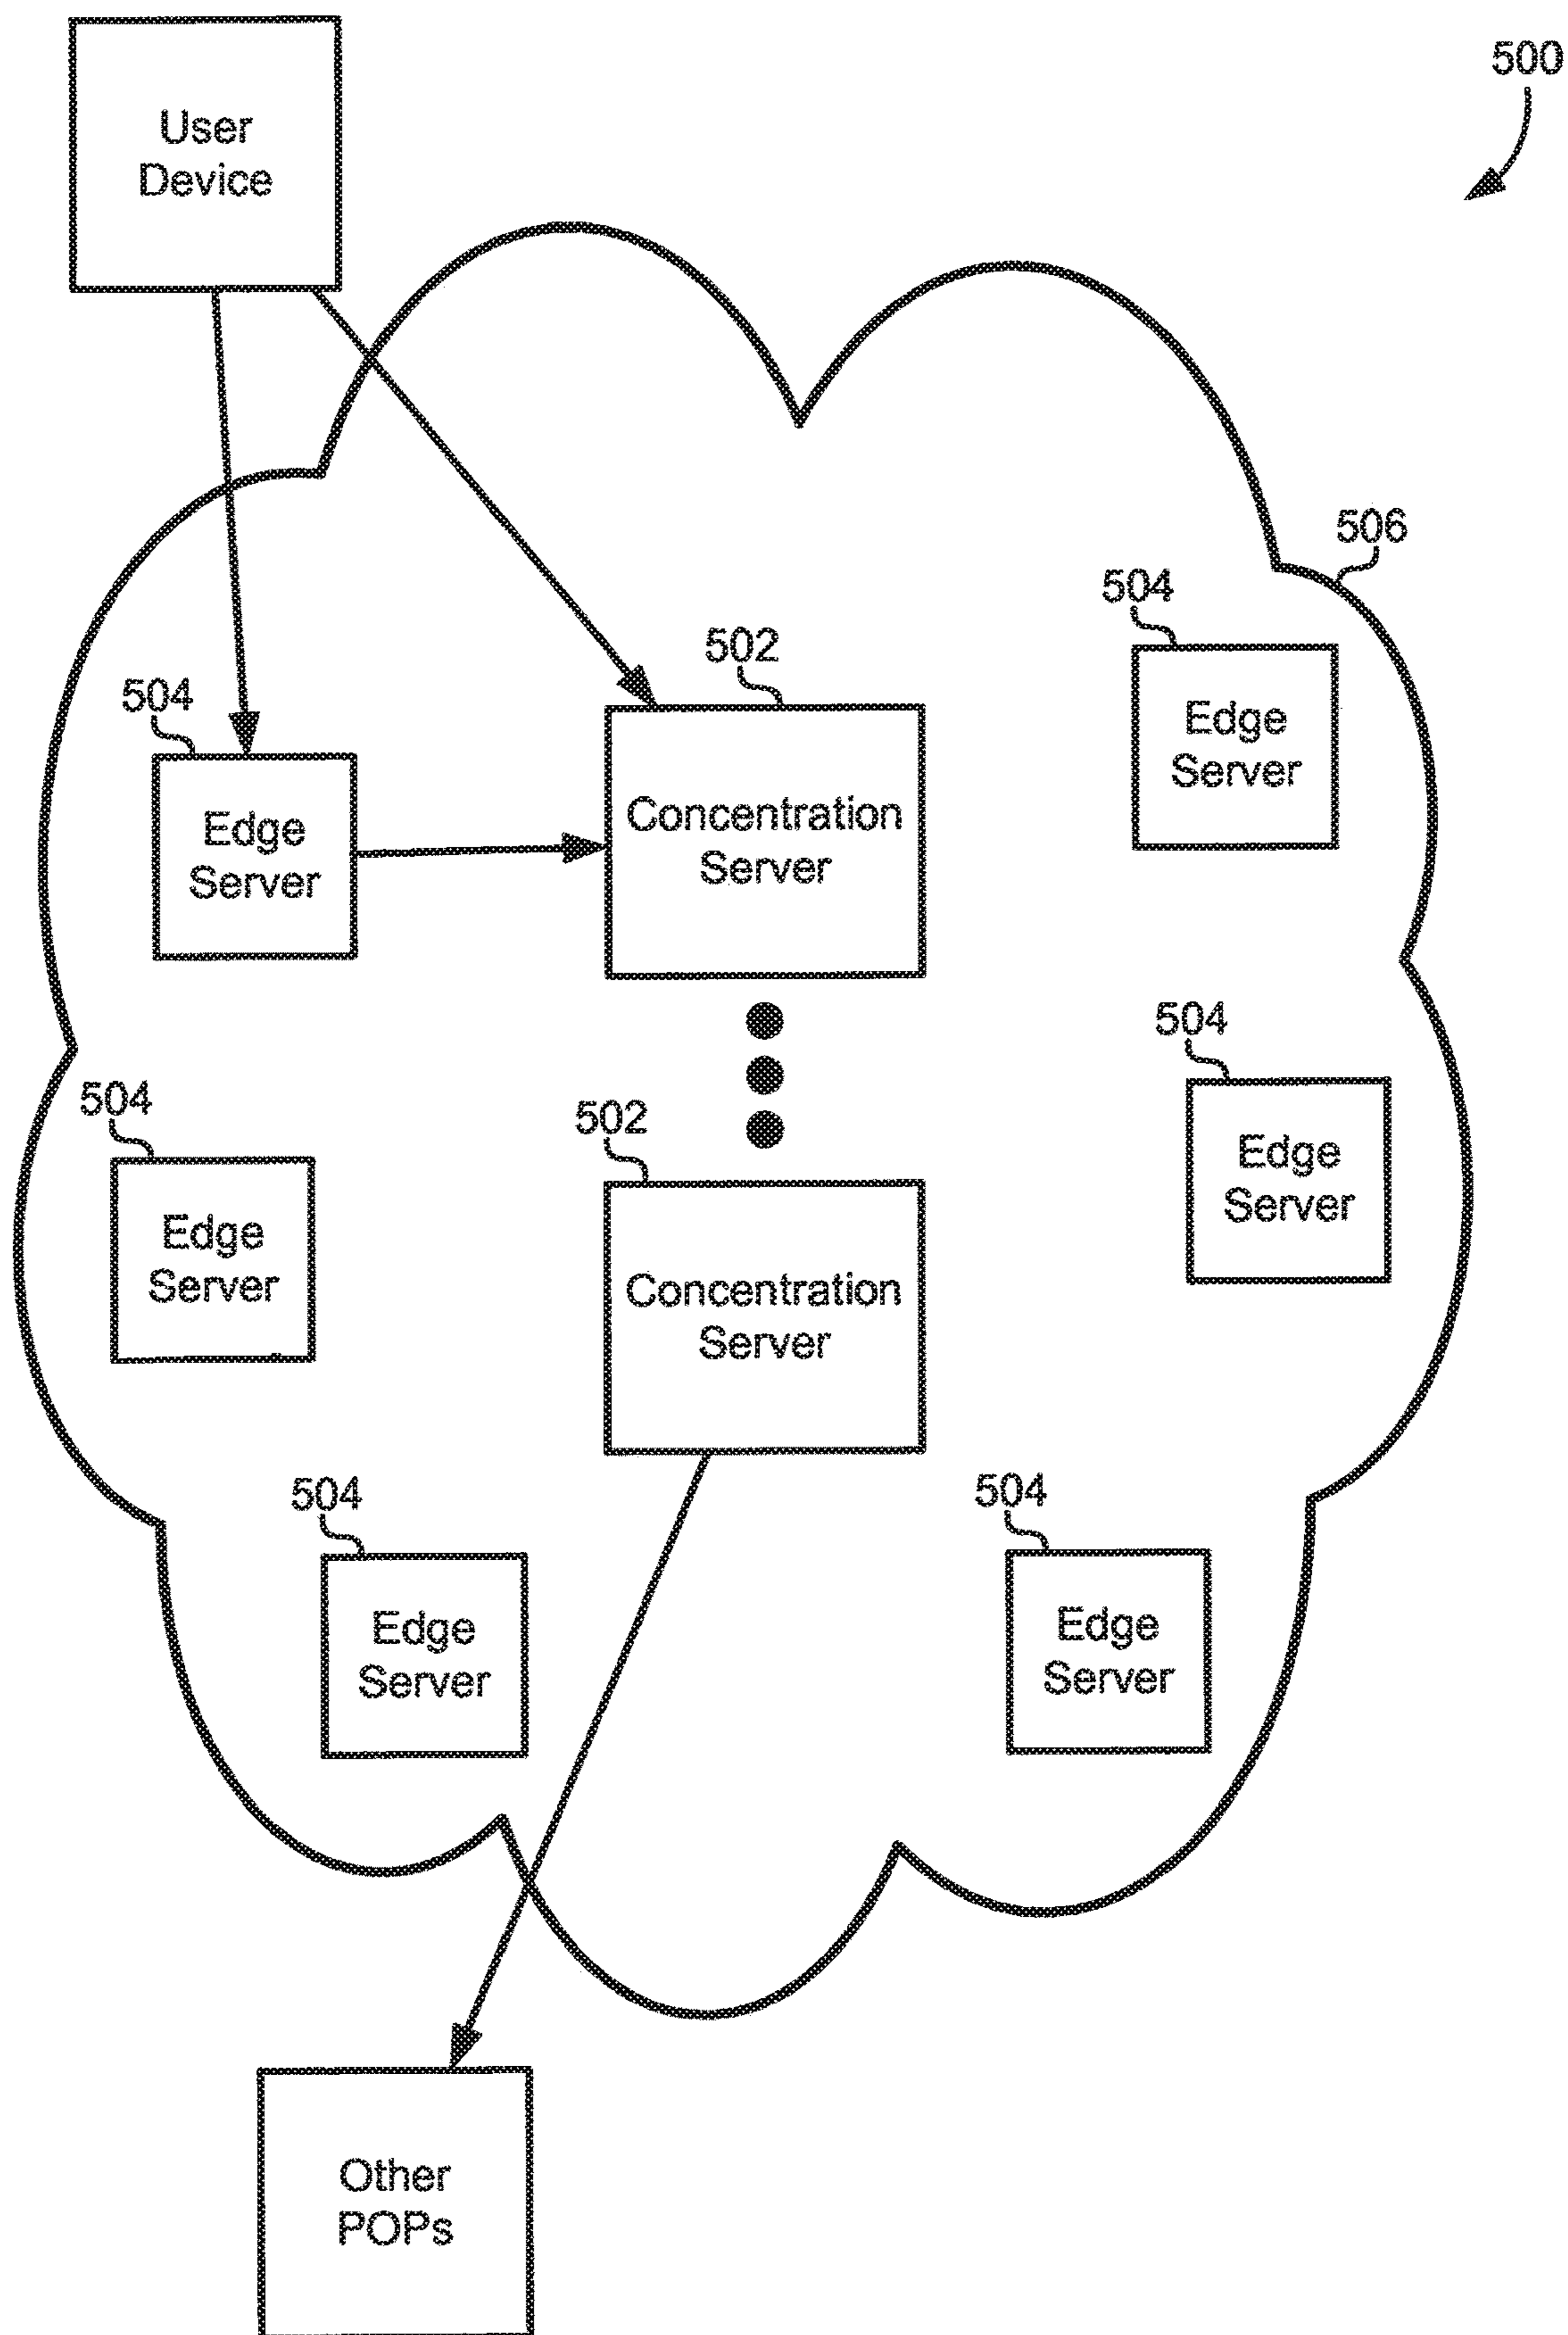 500
User
Device
506
504
502
504
Edge
Server
Concentration
Server
Edge
Server
504
504
502
Edge
Server
Edge
Server
Concentration
Server
504
504
Edge
Server
Edge
Server
Other
POPs